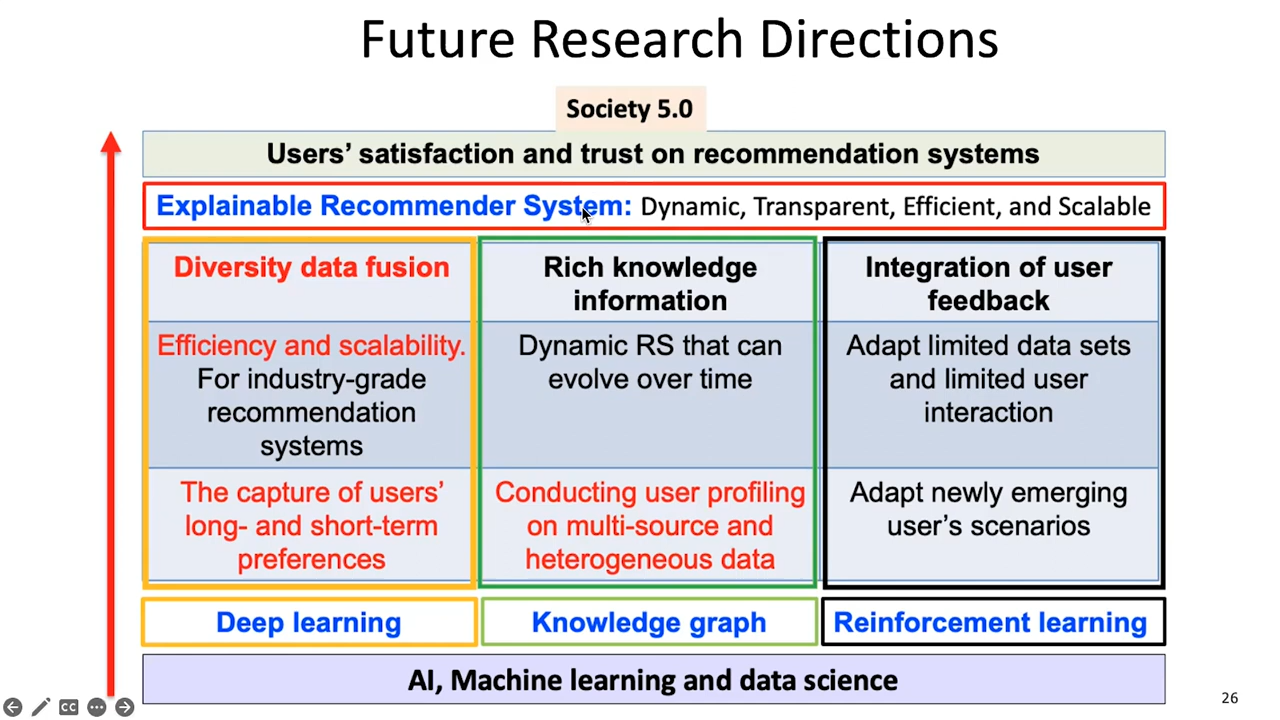 Future Research Directions
Society 5.0
Users’ satisfaction and trust on recommendation systems
Explainable Recommender System: Dynamic, Transparent, Efficient, and Scalable
Diversity data fusion
Rich knowledge
information
Integration of user
feedback
Efficiency and scalability.
For industry-grade
recommendation
systems
Dynamic RS that can
evolve over time
Adapt limited data sets
and limited user
interaction
The capture of users’
long- and short-term
preferences
Conducting user profiling
on multi-source and
heterogeneous data
Adapt newly emerging
user’s scenarios
Deep learning
Knowledge graph
Reinforcement learning
AI, Machine learning and data science
CC
26